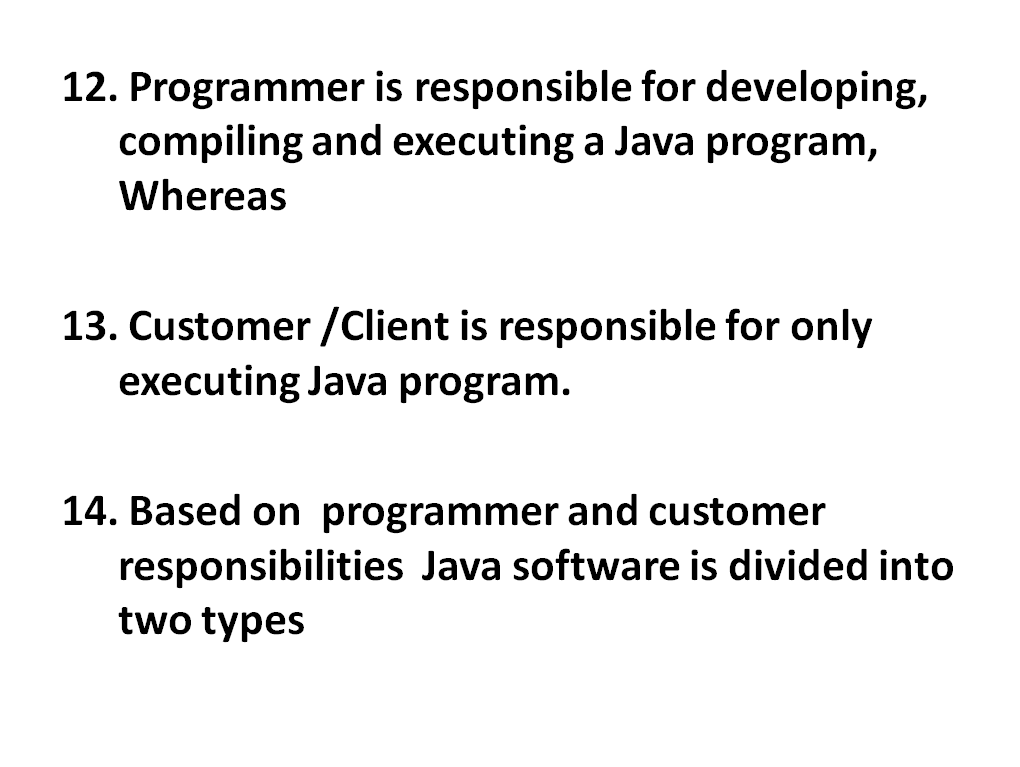 12. Programmer is responsible for developing,
compiling and executing a Java program,
Whereas
13. Customer /Client is responsible for only
executing Java program.
14. Based on  programmer and customer
responsibilities  Java software is divided into
two types